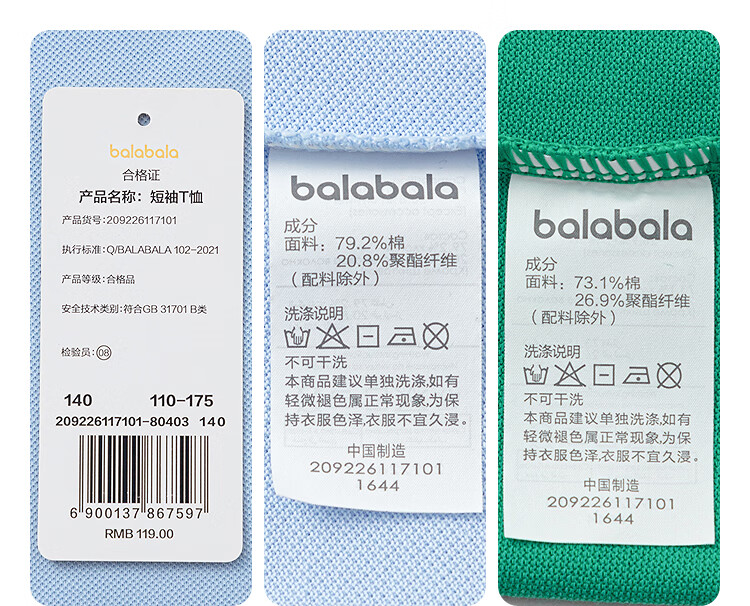 balabala
合格证
产品名称：短袖T恤
产品货号:209226117101
执行标准:Q/BALABALA 102-2021
产品等级:合格品
安全技术类别:符合GB 31701 B类
检验员:08
140 110-175
209226117101-80403 140
6 900137 867597
RMB 119.00
balabala
成分
面料：79.2%棉
20.8%聚酯纤维
（配料除外）
洗涤说明
不可干洗
本商品建议单独洗涤,如有
轻微褪色属正常现象,为保
持衣服色泽,衣服不宜久浸。
中国制造
209226117101
1644
balabala
成分
面料：73.1%棉
26.9%聚酯纤维
（配料除外）
洗涤说明
不可干洗
本商品建议单独洗涤,如有
轻微褪色属正常现象,为保
持衣服色泽,衣服不宜久浸。
中国制造
209226117101
1644